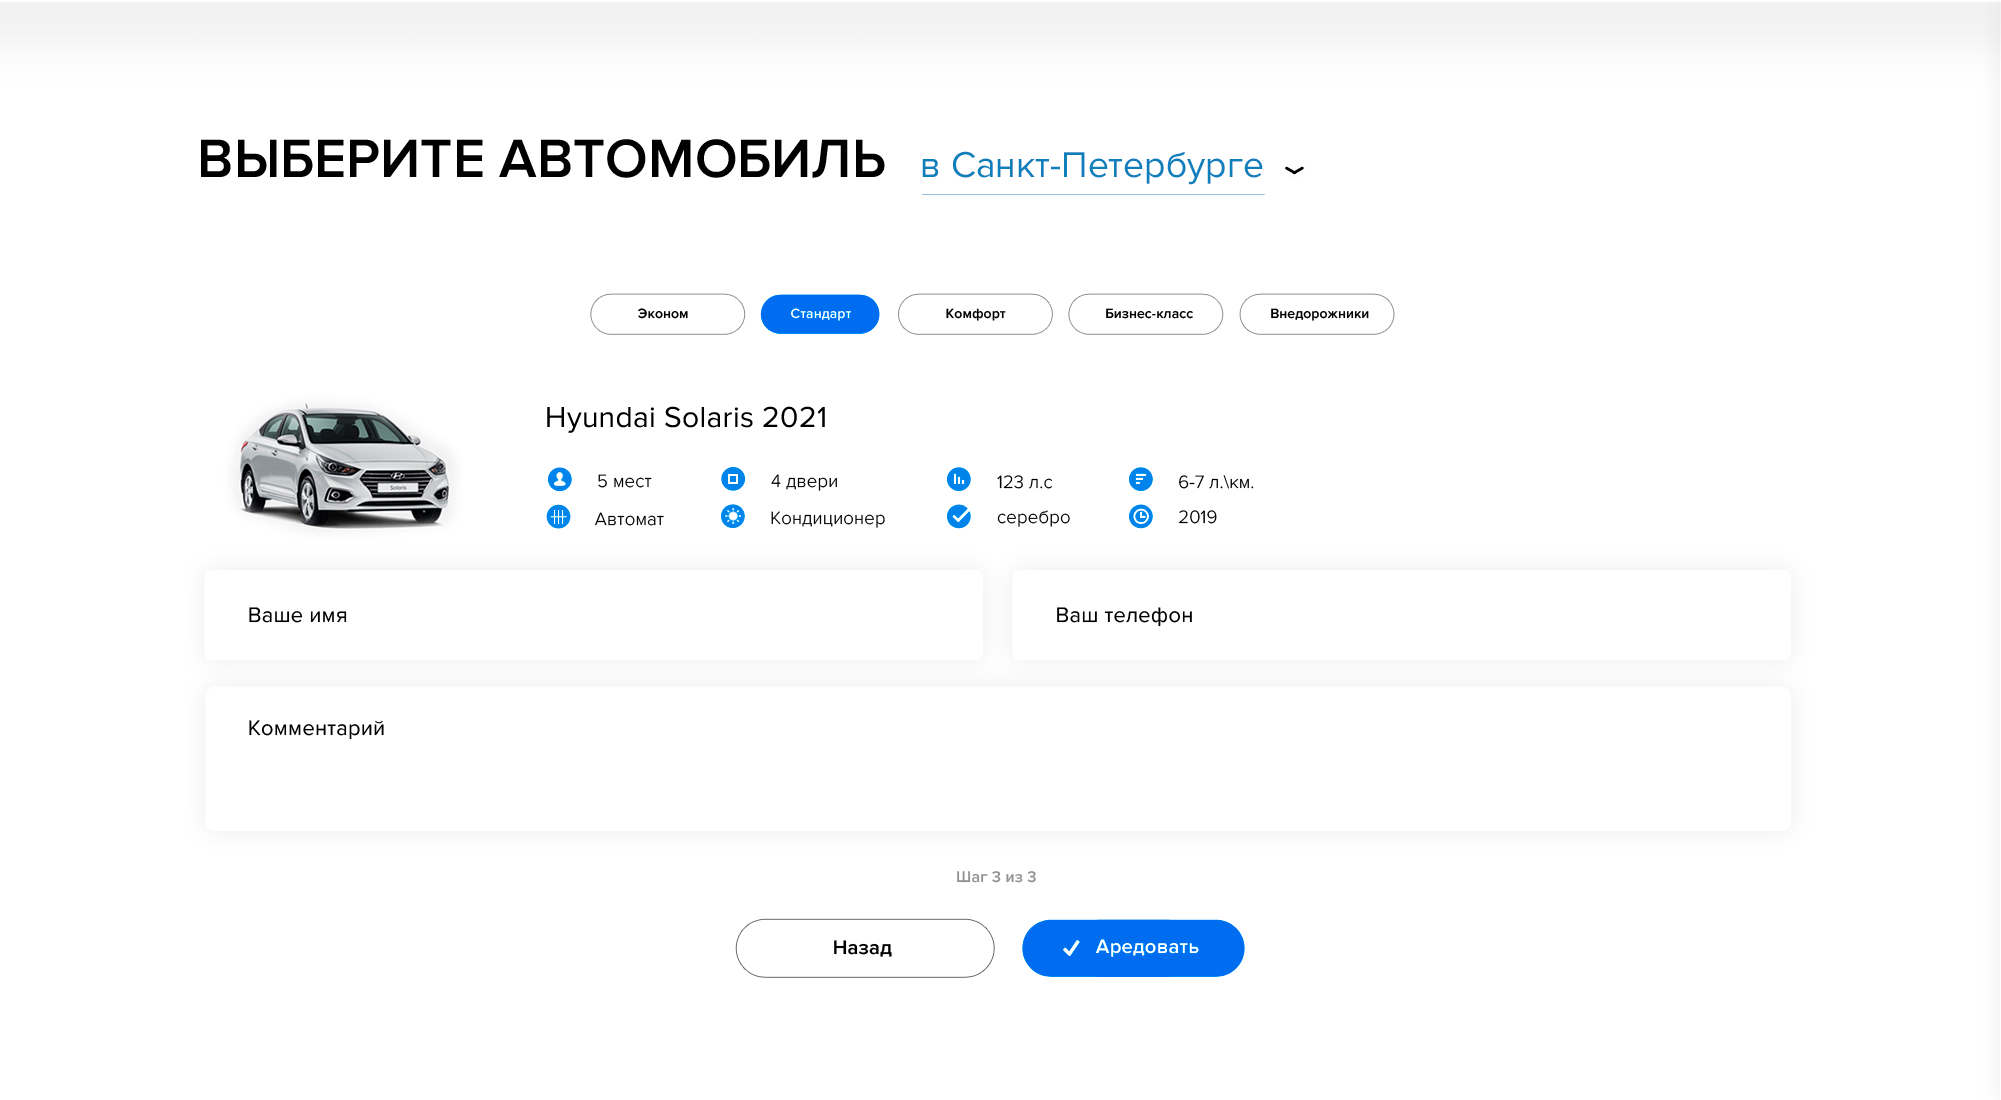 ВЫБЕРИТЕ АВТОМОБИЛЬ в Санкт-Петербурге
Эконом Стандарт Комфорт Бизнес-класс Внедорожники
Hyundai Solaris 2021
5 мест 4 двери 123 л.с 6-7 л.\км.
Автомат Кондиционер серебро 2019
Solaris
Ваше имя Ваш телефон
Комментарий
Шаг 3 из 3
Назад Аредовать